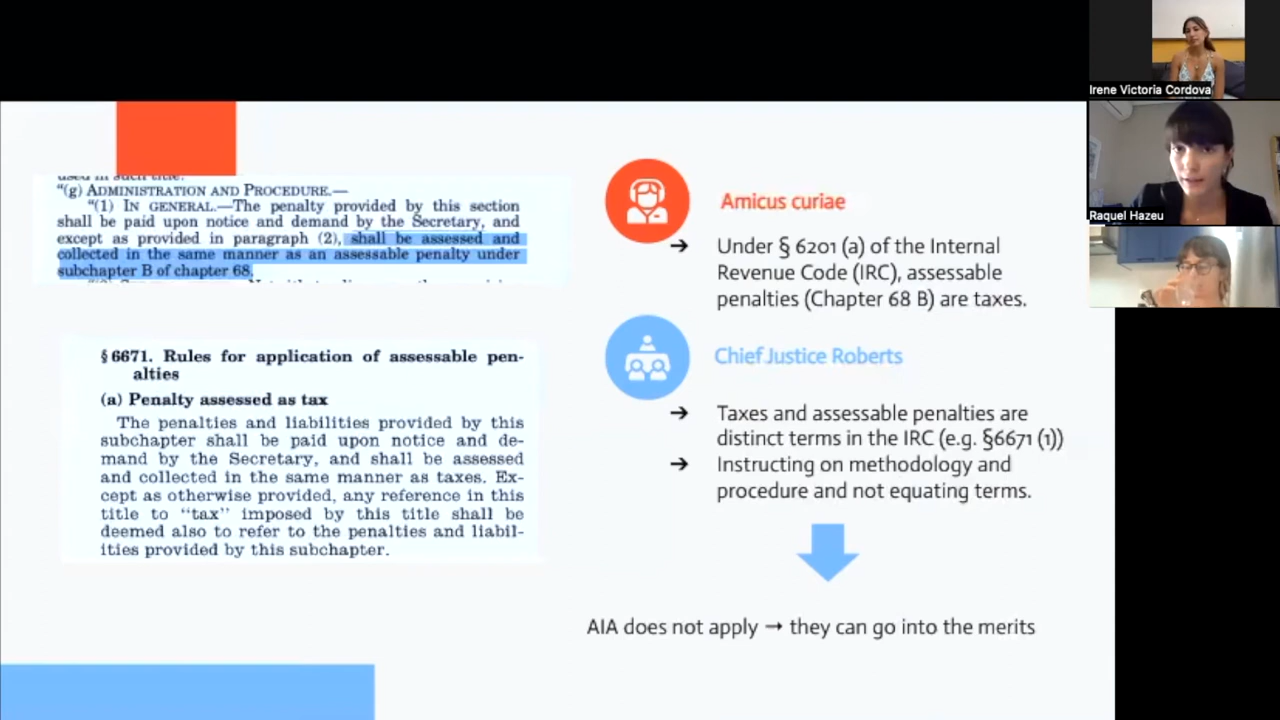 "(g) ADMINISTRATION AND PROCEDURE.—
"(1) IN GENERAL.—The penalty provided by this section
shall be paid upon notice and demand by the Secretary, and
except as provided in paragraph (2), shall be assessed and
collected in the same manner as an assessable penalty under
subchapter B of chapter 68.
§ 6671. Rules for application of assessable pen-
alties
(a) Penalty assessed as tax
The penalties and liabilities provided by this
subchapter shall be paid upon notice and de-
mand by the Secretary, and shall be assessed
and collected in the same manner as taxes. Ex-
cept as otherwise provided, any reference in this
title to "tax" imposed by this title shall be
deemed also to refer to the penalties and liabil-
ities provided by this subchapter.
Amicus curiae
➔ Under § 6201 (a) of the Internal
Revenue Code (IRC), assessable
penalties (Chapter 68 B) are taxes.
Chief Justice Roberts
➔ Taxes and assessable penalties are
distinct terms in the IRC (e.g. §6671 (1))
➔ Instructing on methodology and
procedure and not equating terms.
AIA does not apply → they can go into the merits
Irene Victoria Cordova
Raquel Hazeu